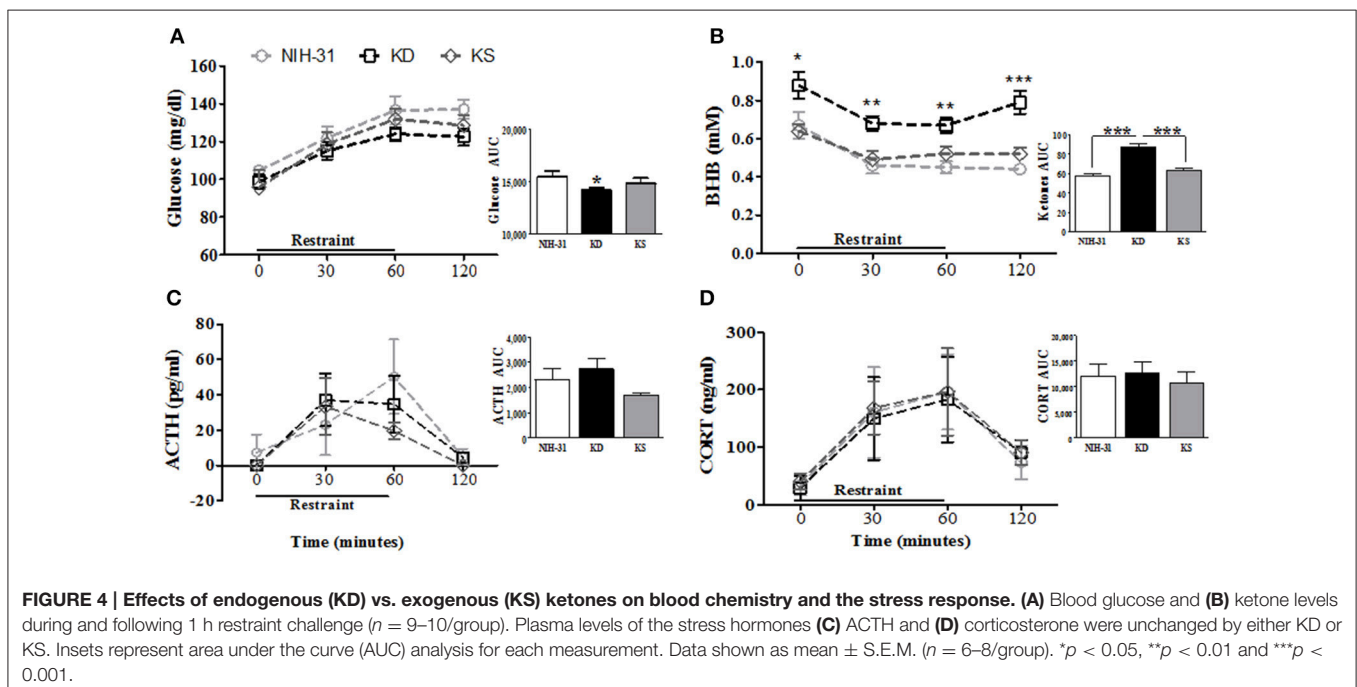 A
NIH-31 KD KS
160
140
120
100
80
60
Glucose (mg/dl)
Restraint
0 30 60 120
20,000
15,000
10,000
Glucose AUC
*
NIH-31 KD KS
B
1.0
0.8
0.6
0.4
0.2
0.0
BHB (mM)
* ** ** ***
Restraint
0 30 60 120
100
80
60
40
20
0
Ketones AUC
*** ***
NIH-31 KD KS
C
80
60
40
20
0
-20
ACTH (pg/ml)
0 30 60 120
Restraint
Time (minutes)
4,000
3,000
2,000
1,000
0
ACTH AUC
NIH-31 KD KS
D
300
200
100
0
CORT (ng/ml)
Restraint
0 30 60 120
Time (minutes)
20,000
15,000
10,000
5,000
0
CORT AUC
NIH-31 KD KS
FIGURE 4 | Effects of endogenous (KD) vs. exogenous (KS) ketones on blood chemistry and the stress response. (A) Blood glucose and (B) ketone levels
during and following 1 h restraint challenge (n = 9–10/group). Plasma levels of the stress hormones (C) ACTH and (D) corticosterone were unchanged by either KD or
KS. Insets represent area under the curve (AUC) analysis for each measurement. Data shown as mean ± S.E.M. (n = 6–8/group). *p < 0.05, **p < 0.01 and ***p <
0.001.